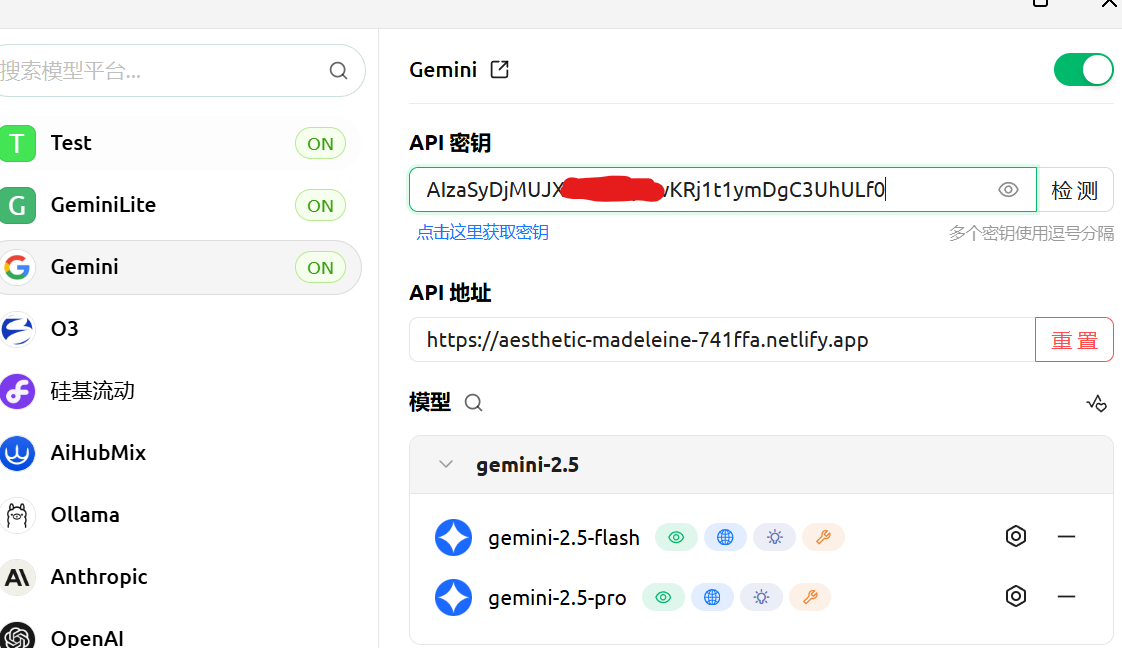 搜索模型平台...
T Test ON
G GeminiLite ON
Gemini ON
O3
硅基流动
AiHubMix
Ollama
Anthropic
OpenAI
Gemini
API 密钥
AIzaSyDjMUJX KRj1t1ymDgC3UhULf0 检测
点击这里获取密钥 多个密钥使用逗号分隔
API 地址
https://aesthetic-madeleine-741ffa.netlify.app 重置
模型
gemini-2.5
gemini-2.5-flash
gemini-2.5-pro